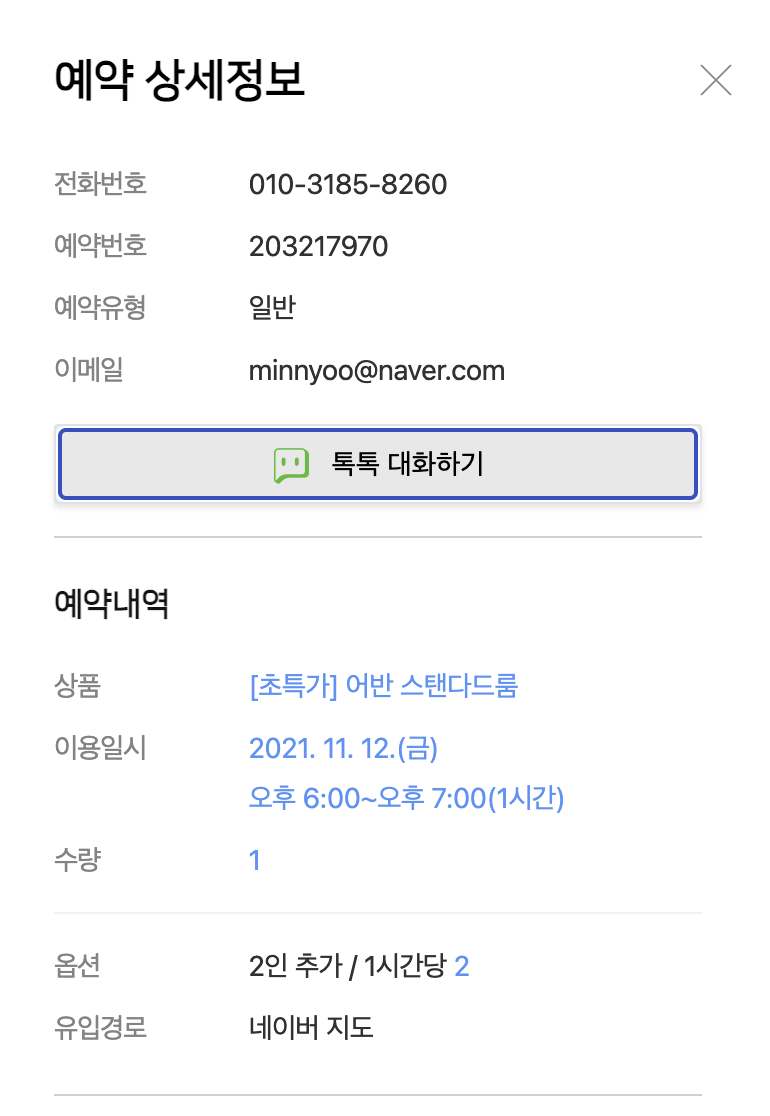 예약 상세정보
전화번호 010-3185-8260
예약번호 203217970
예약유형 일반
이메일 minnyoo@naver.com
톡톡 대화하기
예약내역
상품 [초특가] 어반 스탠다드룸
이용일시 2021. 11. 12.(금)
오후 6:00~오후 7:00(1시간)
수량 1
옵션 2인 추가 / 1시간당 2
유입경로 네이버 지도